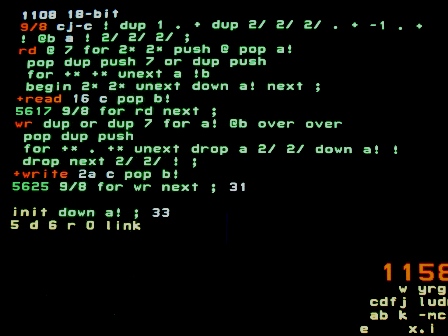 1108 18-bit
9/8 cj-c ! dup 1 . + dup 2/ 2/ 2/ . + -1 . +
! @b a ! 2/ 2/ 2/ ;
rd @ 7 for 2* 2* push @ pop a!
pop dup push 7 or dup push
for +* +* unext a !b
begin 2* 2* unext down a! next ;
+read 16 c pop b!
5617 9/8 for rd next ;
wr dup or dup 7 for a! @b over over
pop dup push
for +* . +* unext drop a 2/ 2/ down a! !
drop next 2/ 2/ ! ;
+write 2a c pop b!
5625 9/8 for wr next ; 31
init down a! ; 33
5 d 6 r 0 link
1158
w yrg
cdfj lud
ab k -mc
e x.i